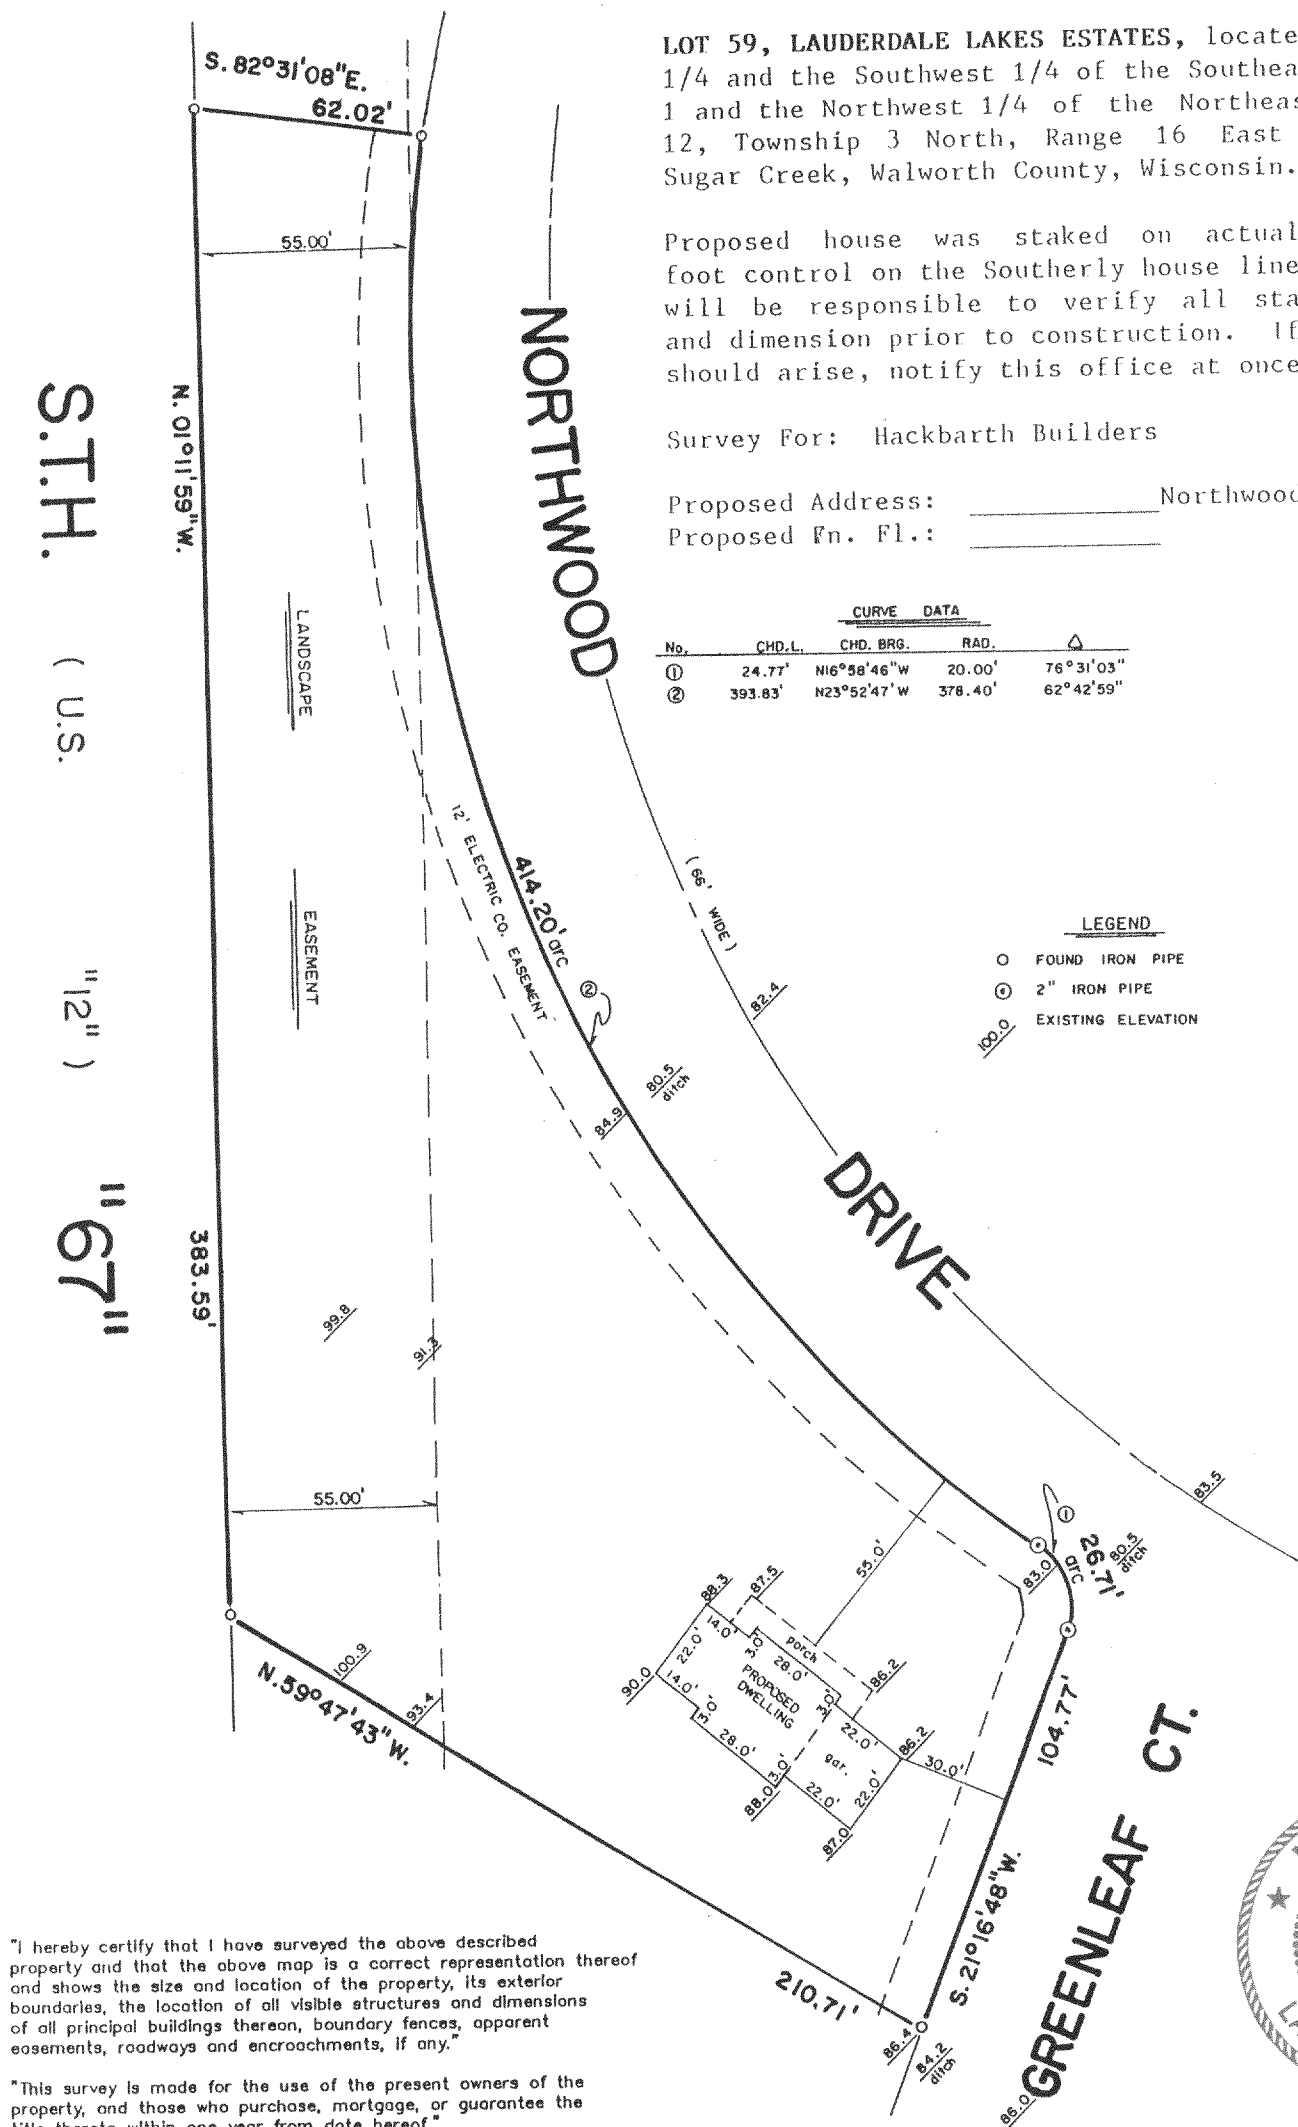 LOT 59, LAUDERDALE LAKES ESTATES, locate
1/4 and the Southwest 1/4 of the Southea
1 and the Northwest 1/4 of the Northeas
12, Township 3 North, Range 16 East
Sugar Creek, Walworth County, Wisconsin.
Proposed house was staked on actual
foot control on the Southerly house line
will be responsible to verify all sta
and dimension prior to construction. If
should arise, notify this office at once
Survey For: Hackbarth Builders
Proposed Address: Northwood
Proposed Fn. Fl.:
CURVE DATA
No. CHD.L. CHD. BRG. RAD. △
① 24.77' N16°58'46"W 20.00' 76°31'03"
② 393.83' N23°52'47"W 378.40' 62°42'59"
LEGEND
FOUND IRON PIPE
2" IRON PIPE
100.0 EXISTING ELEVATION
S. 82°31'08"E.
62.02'
55.00'
N. 01°11'59"W.
383.59'
S.T.H. "67"
( U.S. "12" )
LANDSCAPE EASEMENT
NORTHWOOD DRIVE
( 66' WIDE )
12' ELECTRIC CO. EASEMENT
414.20' arc
②
82.4
80.5
ditch
84.9
99.8
91.3
55.00'
83.5
①
26.71'
arc
80.5
ditch
83.0
55.0'
88.3
87.5
14.0'
3.0'
porch
28.0'
22.0'
PROPOSED
DWELLING
86.2
90.0
14.0'
3.0'
3.0'
28.0'
22.0'
86.2
gar.
30.0'
3.0'
22.0'
22.0'
88.0
87.0
100.9
93.4
N. 59°47'43"W.
210.71'
104.77'
S. 21°16'48"W.
GREENLEAF CT.
86.4
84.2
ditch
86.0
"I hereby certify that I have surveyed the above described
property and that the above map is a correct representation thereof
and shows the size and location of the property, its exterior
boundaries, the location of all visible structures and dimensions
of all principal buildings thereon, boundary fences, apparent
easements, roadways and encroachments, if any."
"This survey is made for the use of the present owners of the
property, and those who purchase, mortgage, or guarantee the
title thereto within one year from date hereof."